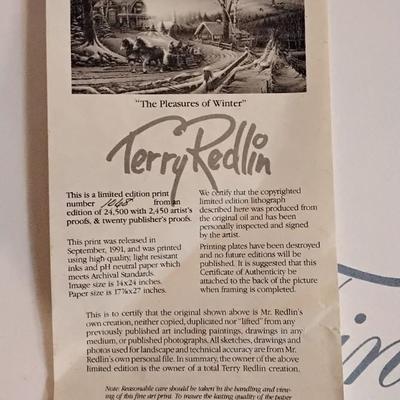 "The Pleasures of Winter"
Terry Redlin
This is a limited edition print
number 1068 from an
edition of 24,500 with 2,450 artist's
proofs, & twenty publisher's proofs.
This print was released in
September, 1991, and was printed
using high-quality, light resistant
inks and pH neutral paper which
meets Archival Standards.
Image size is 14x24 inches.
Paper size is 17⅞x27 inches.
We certify that the copyrighted
limited edition lithograph
described here was produced from
the original oil and has been
personally inspected and signed
by the artist.
Printing plates have been destroyed
and no future editions will be
published. It is suggested that this
Certificate of Authenticity be
attached to the back of the picture
when framing is completed.
This is to certify that the original shown above is Mr. Redlin's
own creation, neither copied, duplicated nor "lifted" from any
previously published art including paintings, drawings in any
medium, or published photographs. All sketches, drawings and
photos used for landscape and technical accuracy are from Mr.
Redlin's own personal file. In summary, the owner of the above
limited edition is the owner of a total Terry Redlin creation.
Note: Reasonable care should be taken in the handling and view-
ing of this fine art print. To insure the lasting quality of the paper